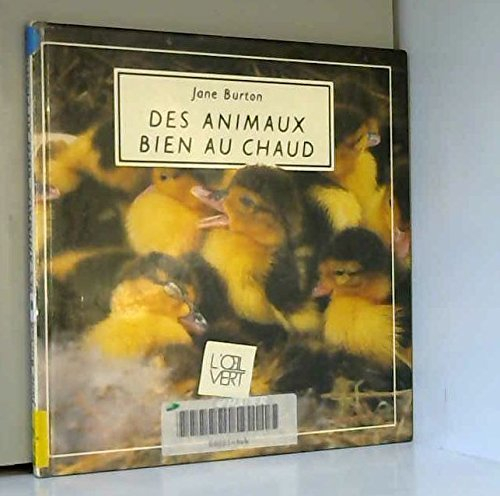 Jane Burton
DES ANIMAUX
BIEN AU CHAUD
L'ŒIL
VERT